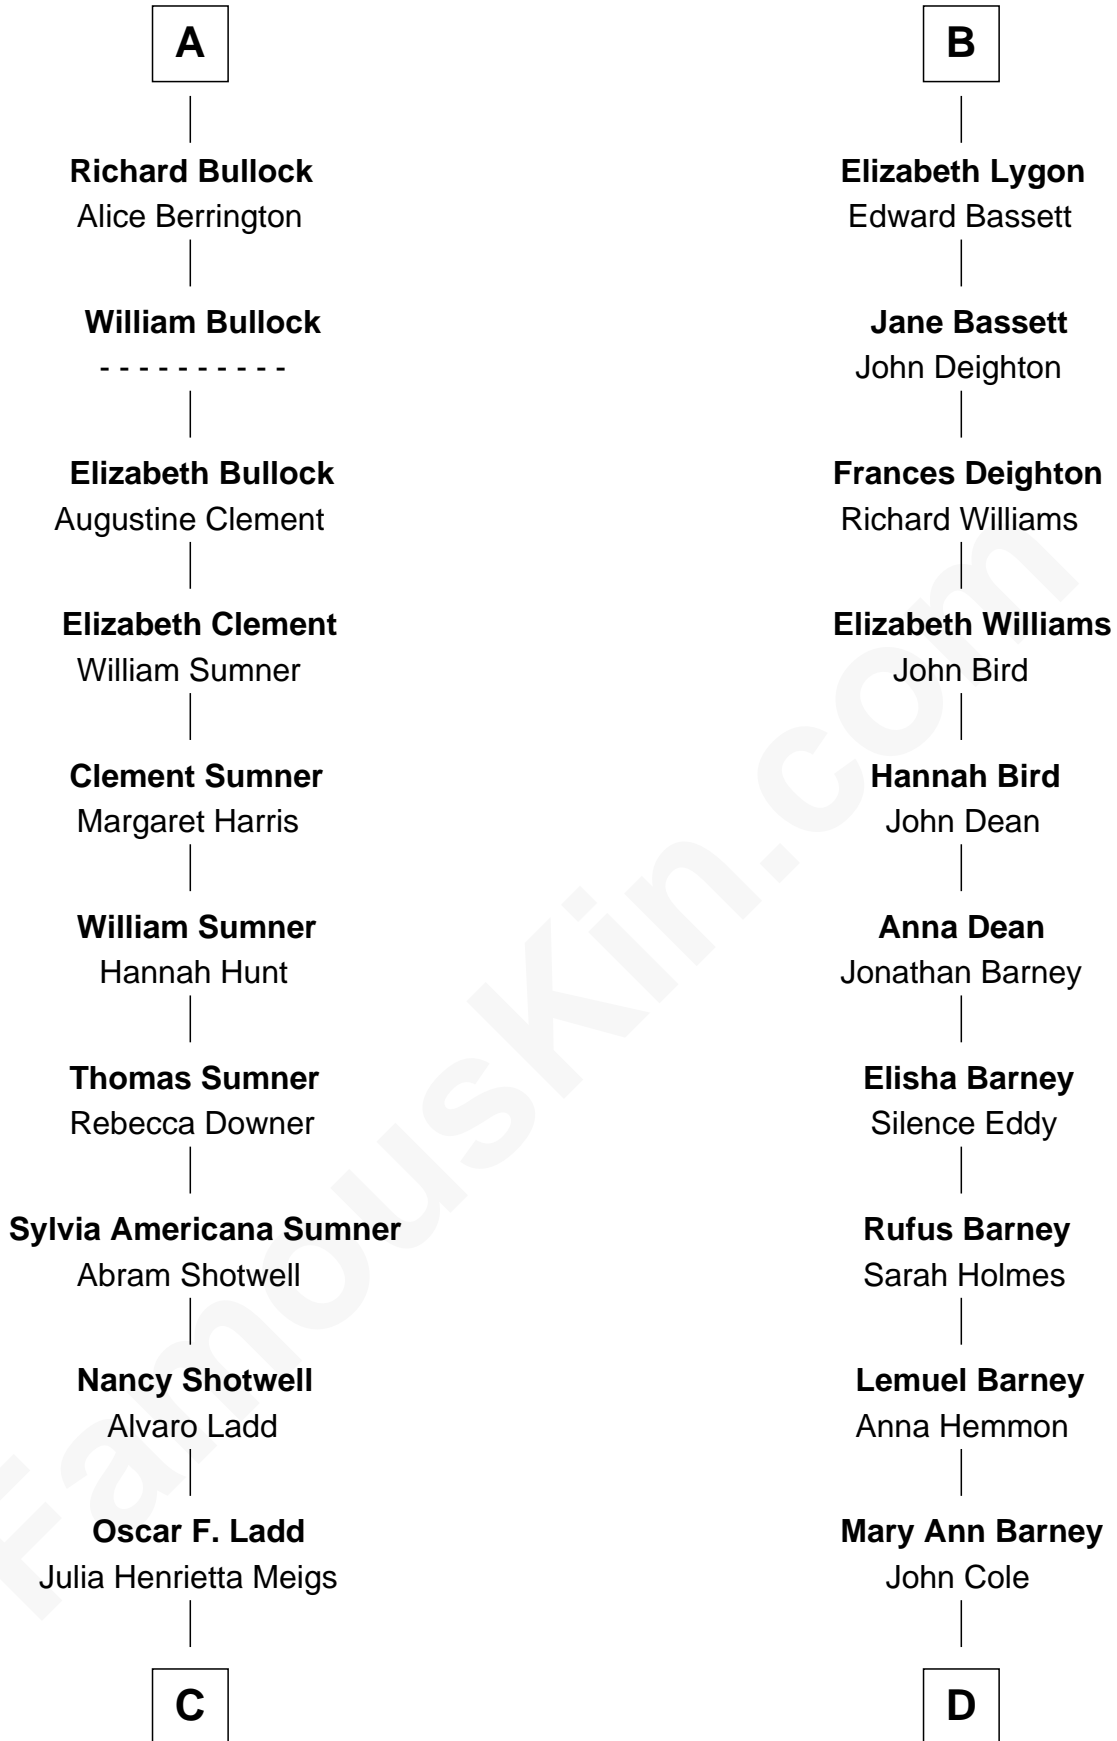 A
Richard Bullock
Alice Berrington
William Bullock
- - - - - - - - - -
Elizabeth Bullock
Augustine Clement
Elizabeth Clement
William Sumner
Clement Sumner
Margaret Harris
William Sumner
Hannah Hunt
Thomas Sumner
Rebecca Downer
Sylvia Americana Sumner
Abram Shotwell
Nancy Shotwell
Alvaro Ladd
Oscar F. Ladd
Julia Henrietta Meigs
C
B
Elizabeth Lygon
Edward Bassett
Jane Bassett
John Deighton
Frances Deighton
Richard Williams
Elizabeth Williams
John Bird
Hannah Bird
John Dean
Anna Dean
Jonathan Barney
Elisha Barney
Silence Eddy
Rufus Barney
Sarah Holmes
Lemuel Barney
Anna Hemmon
Mary Ann Barney
John Cole
D
FamousKin.com